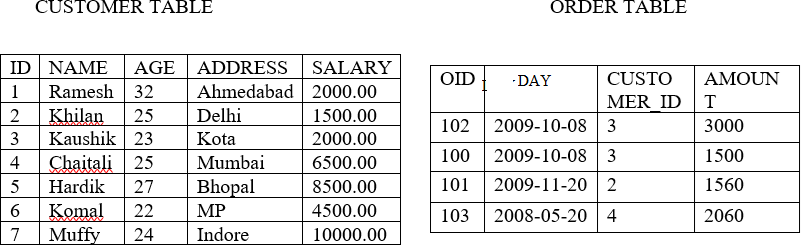 CUSTOMER TABLE
ORDER TABLE
ID NAME AGE ADDRESS SALARY
1 Ramesh 32 Ahmedabad 2000.00
2 Khilan 25 Delhi 1500.00
3 Kaushik 23 Kota 2000.00
4 Chaitali 25 Mumbai 6500.00
5 Hardik 27 Bhopal 8500.00
6 Komal 22 MP 4500.00
7 Muffy 24 Indore 10000.00
OID DAY CUSTO AMOUN
MER_ID T
102 2009-10-08 3 3000
100 2009-10-08 3 1500
101 2009-11-20 2 1560
103 2008-05-20 4 2060